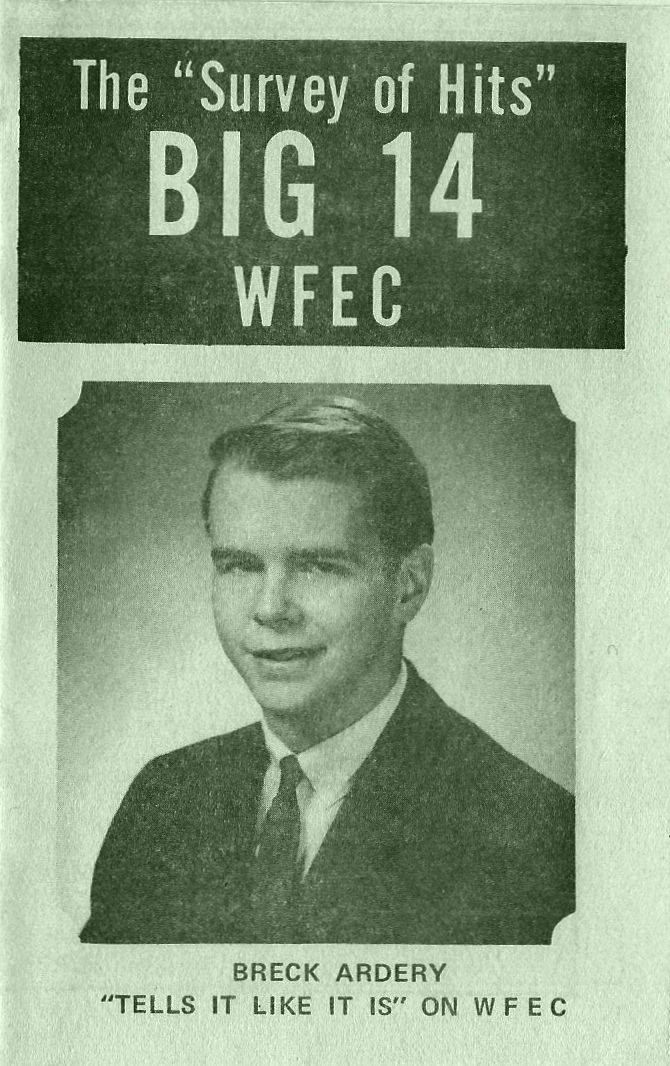 The “Survey of Hits”
BIG 14
WFEC
BRECK ARDERY
“TELLS IT LIKE IT IS” ON WFEC